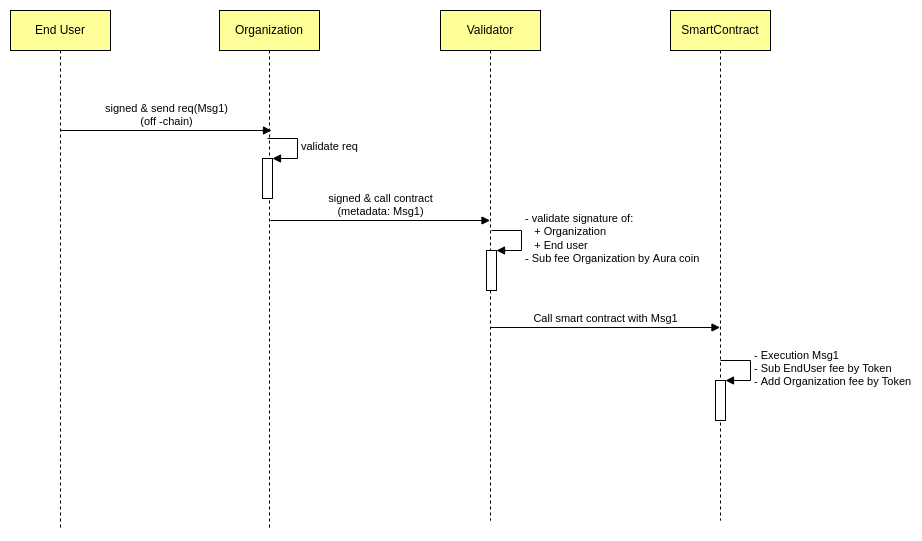 End User
Organization
Validator
SmartContract
signed & send req(Msg1)
(off -chain)
validate req
signed & call contract
(metadata: Msg1)
- validate signature of:
+ Organization
+ End user
- Sub fee Organization by Aura coin
Call smart contract with Msg1
- Execution Msg1
- Sub EndUser fee by Token
- Add Organization fee by Token